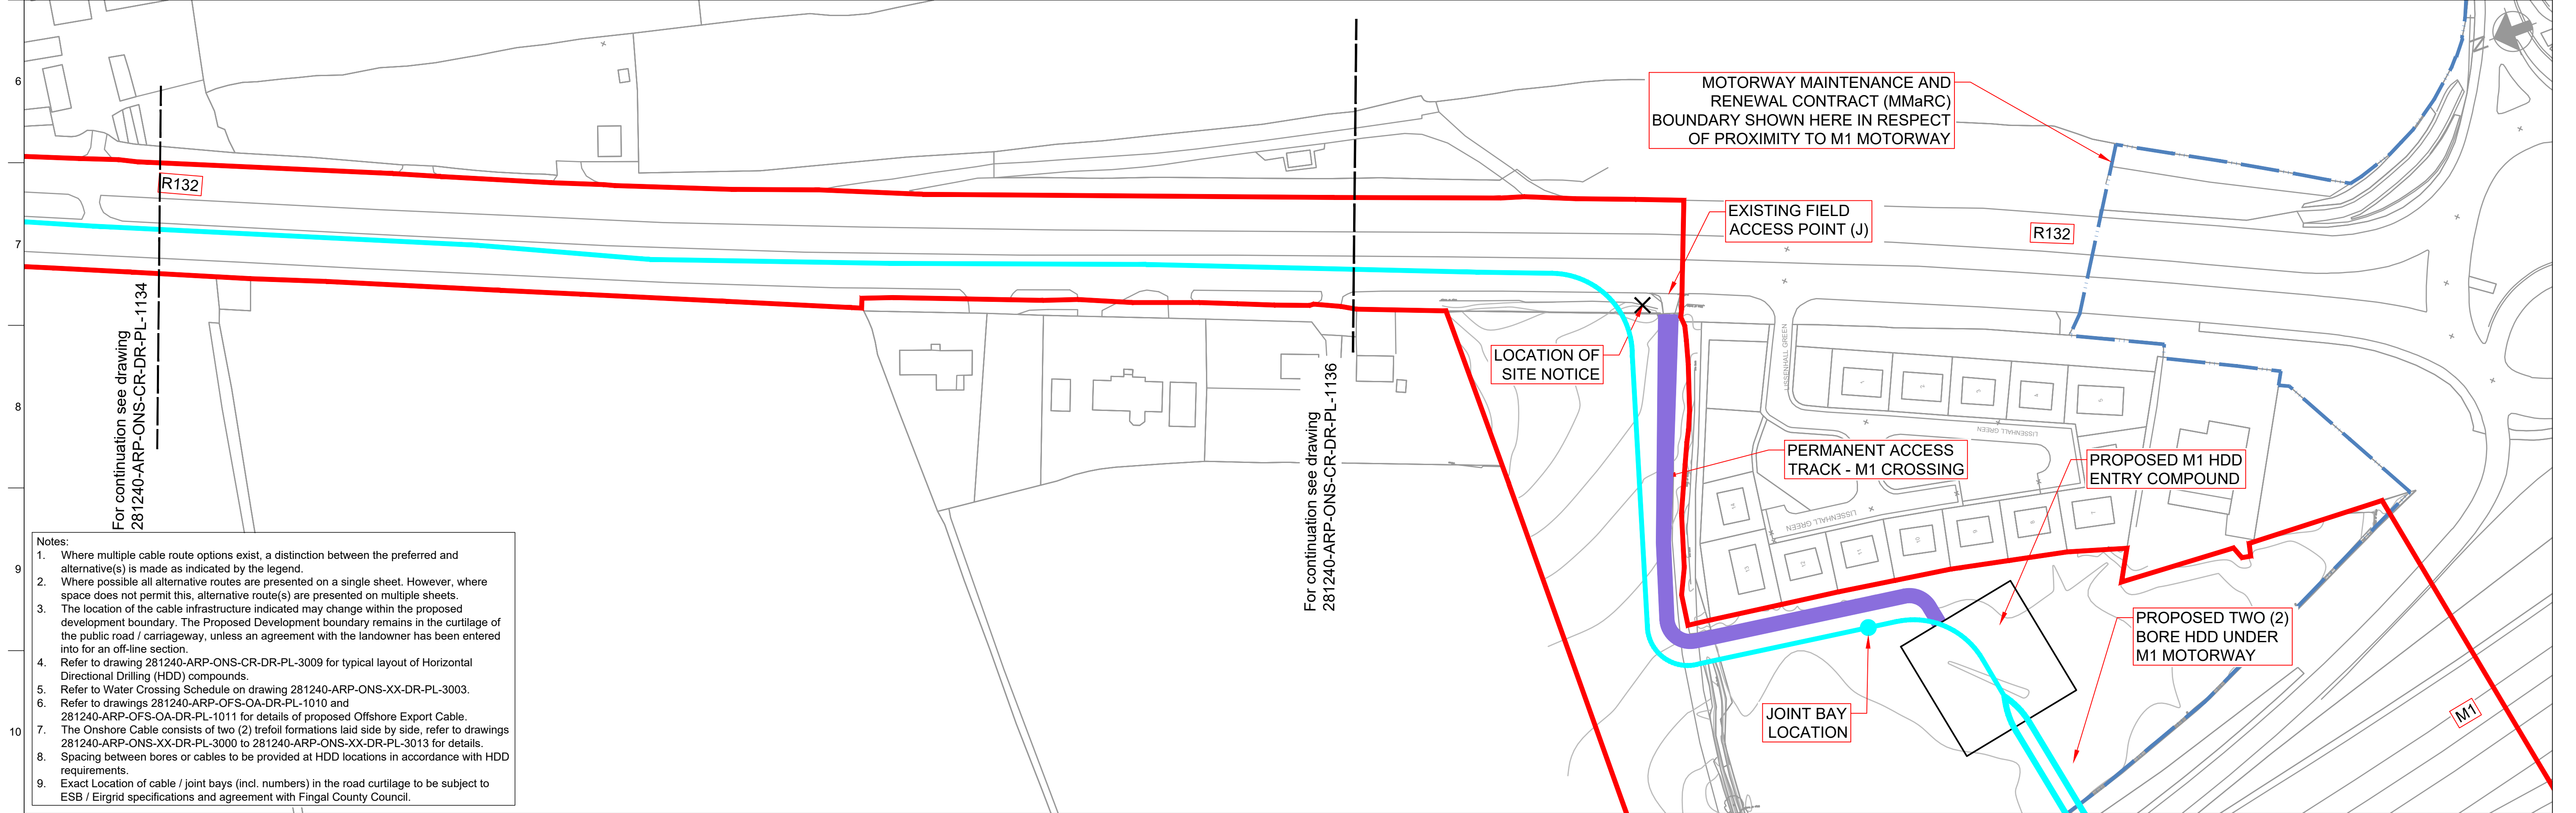 6
7
8
9
10
R132
For continuation see drawing
281240-ARP-ONS-CR-DR-PL-1134
For continuation see drawing
281240-ARP-ONS-CR-DR-PL-1136
MOTORWAY MAINTENANCE AND
RENEWAL CONTRACT (MMaRC)
BOUNDARY SHOWN HERE IN RESPECT
OF PROXIMITY TO M1 MOTORWAY
N
EXISTING FIELD
ACCESS POINT (J)
R132
LOCATION OF
SITE NOTICE
LISSENHALL GREEN
LISSENHALL GREEN
LISSENHALL GREEN
PERMANENT ACCESS
TRACK - M1 CROSSING
PROPOSED M1 HDD
ENTRY COMPOUND
PROPOSED TWO (2)
BORE HDD UNDER
M1 MOTORWAY
JOINT BAY
LOCATION
M1
Notes:
1. Where multiple cable route options exist, a distinction between the preferred and
alternative(s) is made as indicated by the legend.
2. Where possible all alternative routes are presented on a single sheet. However, where
space does not permit this, alternative route(s) are presented on multiple sheets.
3. The location of the cable infrastructure indicated may change within the proposed
development boundary. The Proposed Development boundary remains in the curtilage of
the public road / carriageway, unless an agreement with the landowner has been entered
into for an off-line section.
4. Refer to drawing 281240-ARP-ONS-CR-DR-PL-3009 for typical layout of Horizontal
Directional Drilling (HDD) compounds.
5. Refer to Water Crossing Schedule on drawing 281240-ARP-ONS-XX-DR-PL-3003.
6. Refer to drawings 281240-ARP-OFS-OA-DR-PL-1010 and
281240-ARP-OFS-OA-DR-PL-1011 for details of proposed Offshore Export Cable.
7. The Onshore Cable consists of two (2) trefoil formations laid side by side, refer to drawings
281240-ARP-ONS-XX-DR-PL-3000 to 281240-ARP-ONS-XX-DR-PL-3013 for details.
8. Spacing between bores or cables to be provided at HDD locations in accordance with HDD
requirements.
9. Exact Location of cable / joint bays (incl. numbers) in the road curtilage to be subject to
ESB / Eirgrid specifications and agreement with Fingal County Council.